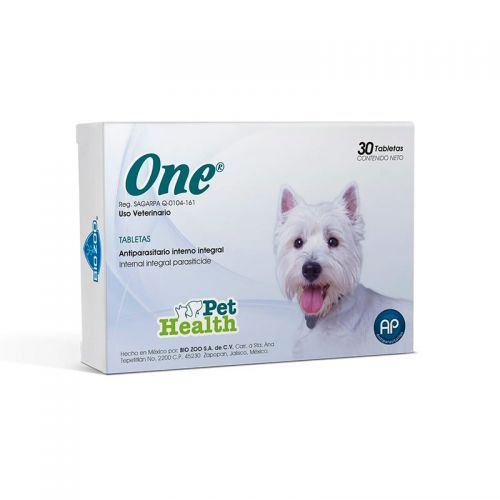 One®
Reg. SAGARPA Q-0104-161
Uso Veterinario
30 Tabletas
CONTENIDO NETO
TABLETAS
Antiparasitario interno integral
Internal integral parasiticide
Pet
Health
Hecho en México por: BIO ZOO S.A. de C.V. Carr. a Sta. Ana
Tepetitlán No, 2200 C.P. 45230 Zapopan, Jalisco, México.
BIO ZOO
AP